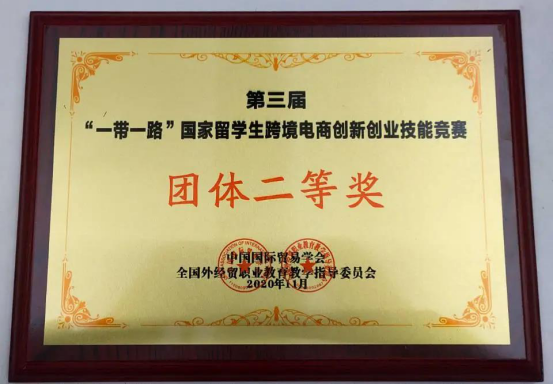 第三届
“一带一路”国家留学生跨境电商创新创业技能竞赛
团体二等奖
中国国际贸易学会
全国外经贸职业教育教学指导委员会
2020年11月